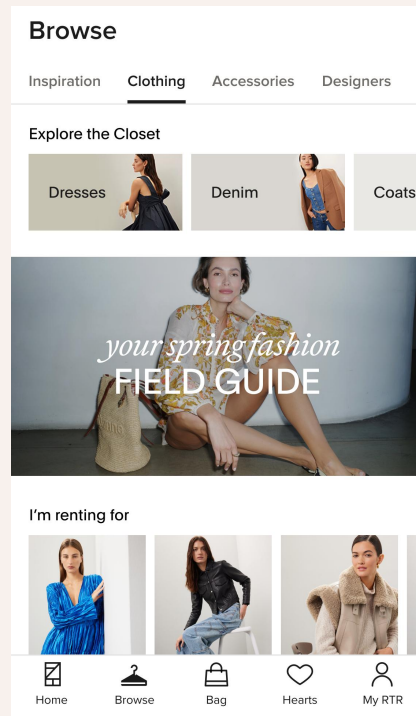 Browse
Inspiration Clothing Accessories Designers
Explore the Closet
Dresses Denim Coats
your spring fashion
FIELD GUIDE
I'm renting for
Home Browse Bag Hearts My RTR